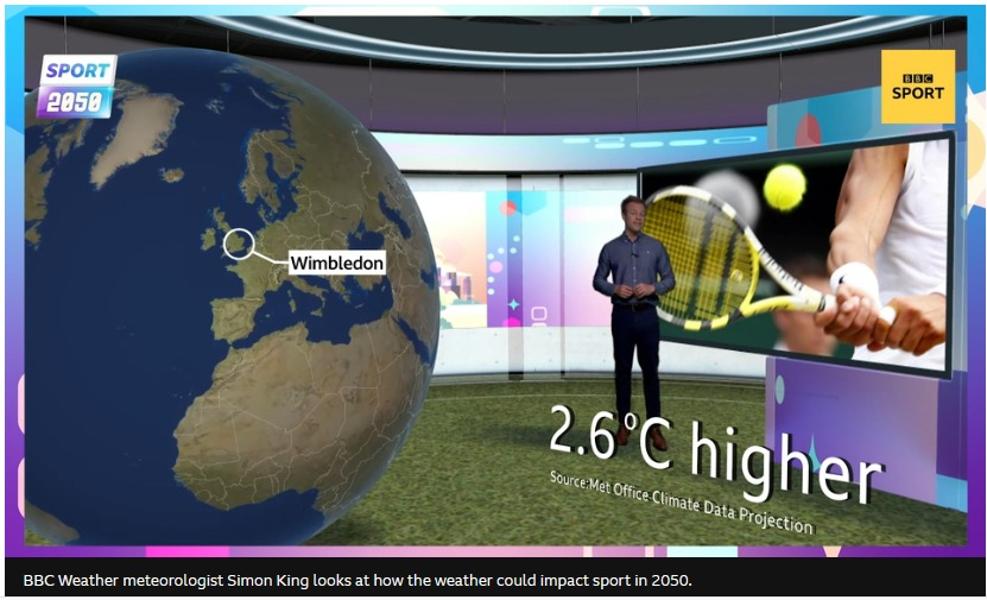 SPORT
2050
BBC
SPORT
Wimbledon
2.6°C higher
Source:Met Office Climate Data Projection
BBC Weather meteorologist Simon King looks at how the weather could impact sport in 2050.